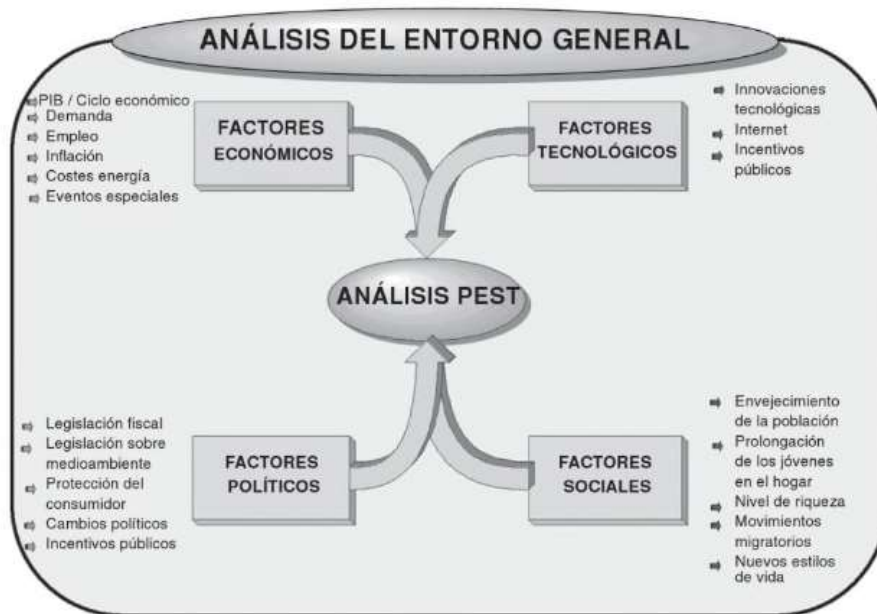 ANÁLISIS DEL ENTORNO GENERAL
PIB / Ciclo económico
Demanda
Empleo
Inflación
Costes energía
Eventos especiales
FACTORES
ECONÓMICOS
FACTORES
TECNOLÓGICOS
Innovaciones
tecnológicas
Internet
Incentivos
públicos
ANÁLISIS PEST
Legislación fiscal
Legislación sobre
medioambiente
Protección del
consumidor
Cambios políticos
Incentivos públicos
FACTORES
POLÍTICOS
FACTORES
SOCIALES
Envejecimiento
de la población
Prolongación
de los jóvenes
en el hogar
Nivel de riqueza
Movimientos
migratorios
Nuevos estilos
de vida